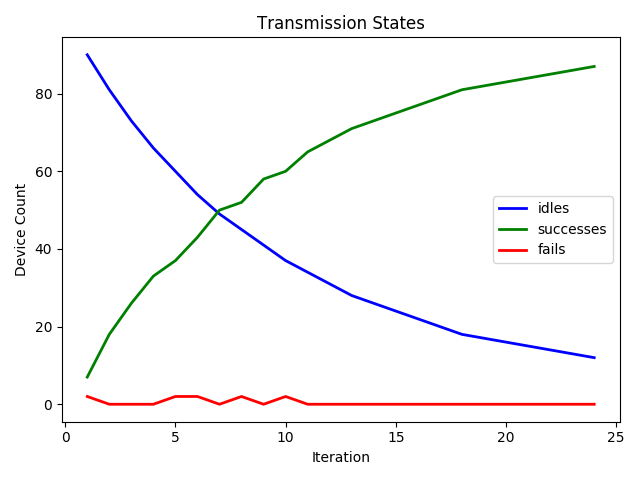 Transmission States
Device Count
80
60
40
20
0
idles
successes
fails
0 5 10 15 20 25
Iteration